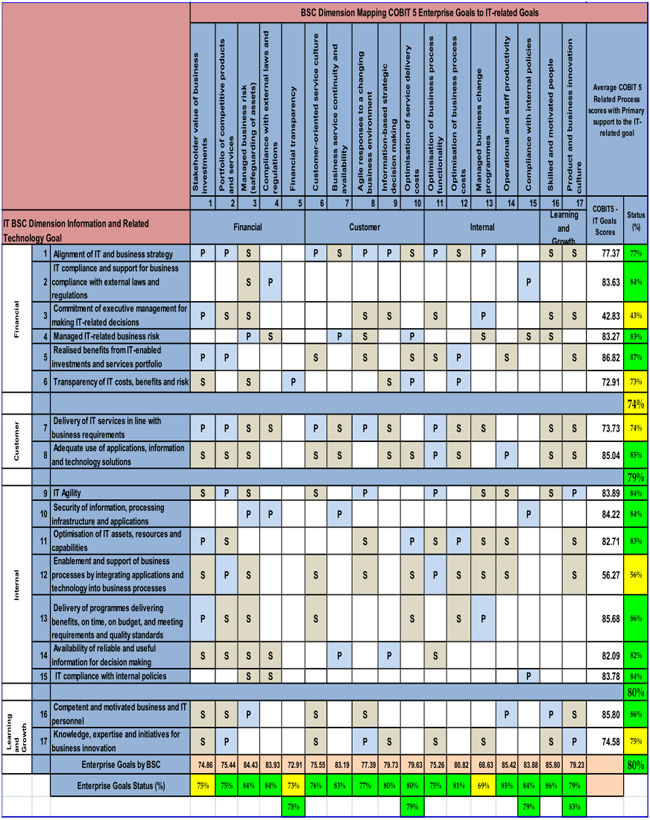 BSC Dimension Mapping COBIT 5 Enterprise Goals to IT-related Goals
Stakeholder value of business investments
Portfolio of competitive products and services
Managed business risk (safeguarding of assets)
Compliance with external laws and regulations
Financial transparency
Customer-oriented service culture
Business service continuity and availability
Agile responses to a changing business environment
Information-based strategic decision making
Optimisation of service delivery costs
Optimisation of business process functionality
Optimisation of business process costs
Managed business change programmes
Operational and staff productivity
Compliance with internal policies
Skilled and motivated people
Product and business innovation culture
Average COBIT 5 Related Process scores with Primary support to the IT-related goal
1 2 3 4 5 6 7 8 9 10 11 12 13 14 15 16 17
IT BSC Dimension Information and Related Technology Goal
Financial Customer Internal Learning and Growth
COBIT5 - IT Goals Scores
Status (%)
Financial
1 Alignment of IT and business strategy P P S P S P P S P S P S S 77.37 77%
2 IT compliance and support for business compliance with external laws and regulations S P P 83.63 84%
3 Commitment of executive management for making IT-related decisions P S S S S S P S S 42.83 43%
4 Managed IT-related business risk P S P S P S S S 83.27 83%
5 Realised benefits from IT-enabled investments and services portfolio P P S S S S P S S 86.82 87%
6 Transparency of IT costs, benefits and risk S S P S P P 72.91 73%
74%
Customer
7 Delivery of IT services in line with business requirements P P S S P S P S P S S S S 73.73 74%
8 Adequate use of applications, information and technology solutions S S S S S S S S P S P S S 85.04 85%
79%
Internal
9 IT Agility S P S S P P S S S P 83.89 84%
10 Security of information, processing infrastructure and applications P P P P 84.22 84%
11 Optimisation of IT assets, resources and capabilities P S S P S P S S S 82.71 83%
12 Enablement and support of business processes by integrating applications and technology into business processes S P S S S S P S S S S 56.27 56%
13 Delivery of programmes delivering benefits, on time, on budget, and meeting requirements and quality standards P S S S S S P S 85.68 86%
14 Availability of reliable and useful information for decision making S S S S P P S 82.09 82%
15 IT compliance with internal policies S S P 83.78 84%
80%
Learning and Growth
16 Competent and motivated business and IT personnel S S P S S P P S 85.80 86%
17 Knowledge, expertise and initiatives for business innovation S P S P S S S S P 74.58 75%
Enterprise Goals by BSC 74.86 75.44 84.43 83.93 72.91 75.55 83.19 77.39 79.73 79.63 75.26 80.82 68.63 85.42 83.88 85.80 79.23 80%
Enterprise Goals Status (%) 75% 75% 84% 84% 73% 76% 83% 77% 80% 80% 75% 81% 69% 85% 84% 86% 79%
78% 79% 79% 83%